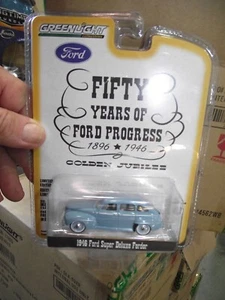 GREENLIGHT
Ford
FIFTY
YEARS OF
FORD PROGRESS
1896 ★ 1946
GOLDEN JUBILEE
1946 Ford Super Deluxe Fordor